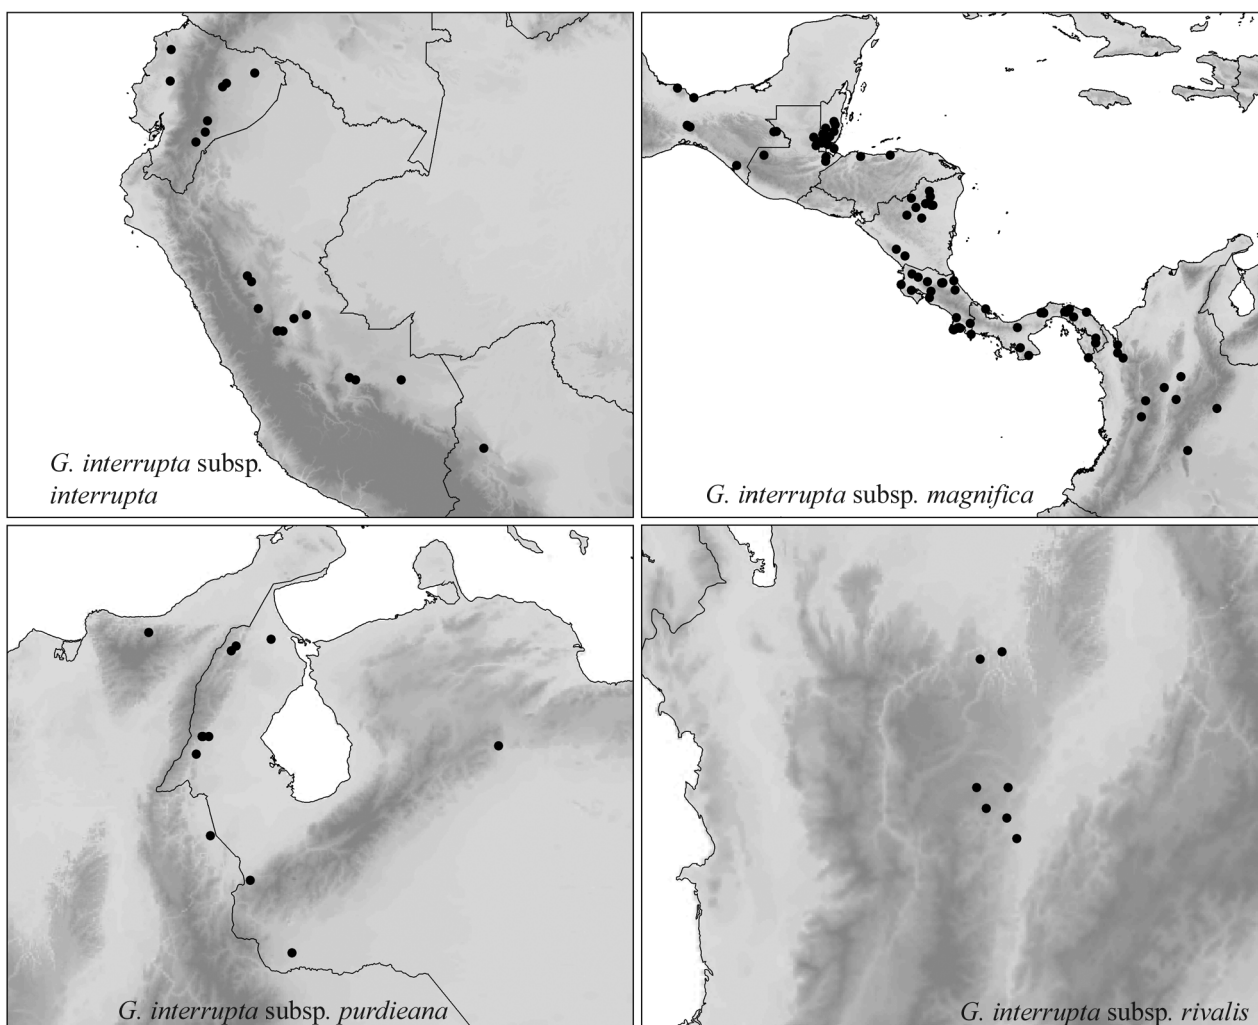 G. interrupta subsp.
interrupta
G. interrupta subsp. magnifica
G. interrupta subsp. purdieana
G. interrupta subsp. rivalis